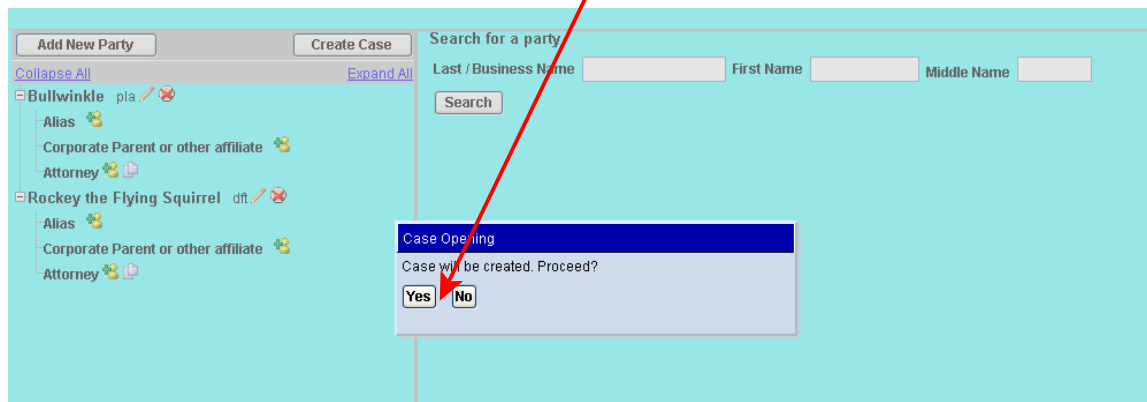 Add New Party Create Case
Collapse All Expand All
Bullwinkle pla
Alias
Corporate Parent or other affiliate
Attorney
Rockey the Flying Squirrel dft
Alias
Corporate Parent or other affiliate
Attorney
Search for a party
Last / Business Name First Name Middle Name
Search
Case Opening
Case will be created. Proceed?
Yes No